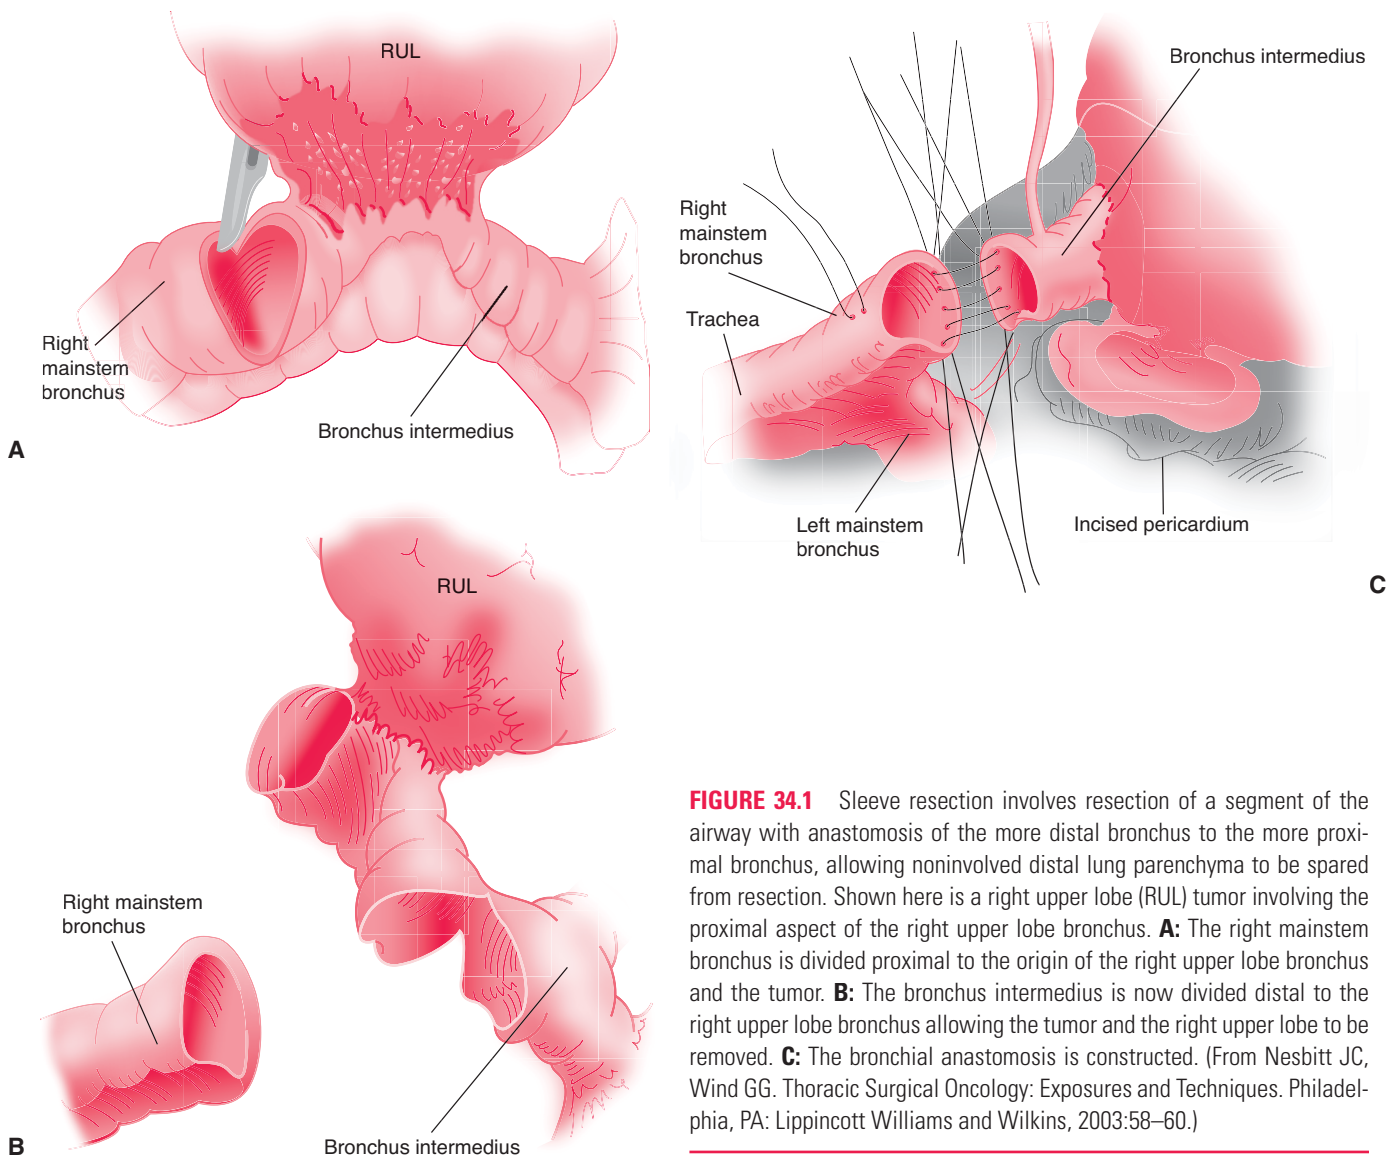 RUL
Right
mainstem
bronchus
Bronchus intermedius
A
Bronchus intermedius
Right
mainstem
bronchus
Trachea
Left mainstem
bronchus
Incised pericardium
C
RUL
Right mainstem
bronchus
Bronchus intermedius
B
FIGURE 34.1 Sleeve resection involves resection of a segment of the
airway with anastomosis of the more distal bronchus to the more proxi-
mal bronchus, allowing noninvolved distal lung parenchyma to be spared
from resection. Shown here is a right upper lobe (RUL) tumor involving the
proximal aspect of the right upper lobe bronchus. A: The right mainstem
bronchus is divided proximal to the origin of the right upper lobe bronchus
and the tumor. B: The bronchus intermedius is now divided distal to the
right upper lobe bronchus allowing the tumor and the right upper lobe to be
removed. C: The bronchial anastomosis is constructed. (From Nesbitt JC,
Wind GG. Thoracic Surgical Oncology: Exposures and Techniques. Philadel-
phia, PA: Lippincott Williams and Wilkins, 2003:58–60.)